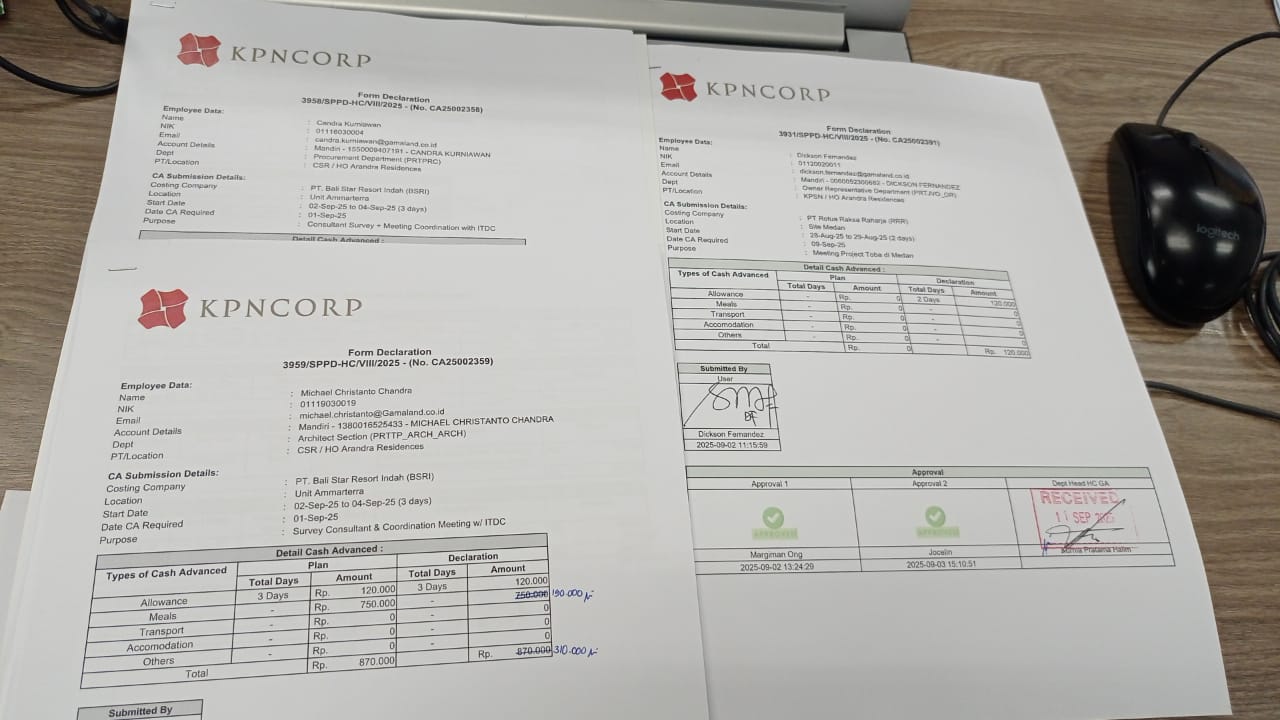 KPNCORP
Form Declaration
3958/SPPD-HC/VIII/2025 - (No. CA25002358)
Employee Data:
Name : Candra Kurniawan
NIK : 01116030004
Email : candra.kurniawan@gamaland.co.id
Account Details : Mandiri - 1550009407191 - CANDRA KURNIAWAN
Dept : Procurement Department (PRTPRC)
PT/Location : CSR / HO Arandra Residences
CA Submission Details:
Costing Company : PT. Bali Star Resort Indah (BSRI)
Location : Unit Ammarterra
Start Date : 02-Sep-25 to 04-Sep-25 (3 days)
Date CA Required : 01-Sep-25
Purpose : Consultant Survey + Meeting Coordination with ITDC
Detail Cash Advanced :
KPNCORP
Form Declaration
3959/SPPD-HC/VIII/2025 - (No. CA25002359)
Employee Data:
Name : Michael Christanto Chandra
NIK : 01119030019
Email : michael.christanto@Gamaland.co.id
Account Details : Mandiri - 1380016525433 - MICHAEL CHRISTANTO CHANDRA
Dept : Architect Section (PRTTP_ARCH_ARCH)
PT/Location : CSR / HO Arandra Residences
CA Submission Details:
Costing Company : PT. Bali Star Resort Indah (BSRI)
Location : Unit Ammarterra
Start Date : 02-Sep-25 to 04-Sep-25 (3 days)
Date CA Required : 01-Sep-25
Purpose : Survey Consultant & Coordination Meeting w/ ITDC
Detail Cash Advanced :
Types of Cash Advanced Plan Declaration
Total Days Amount Total Days Amount
Allowance 3 Days Rp. 120.000 3 Days 120.000
Meals - 750.000 - 750.000 190.000
Transport - Rp. 0 - 0
Accomodation - Rp. 0 - 0
Others - Rp. 0 - 0
Total Rp. 870.000 Rp. 870.000 310.000
Submitted By
KPNCORP
Form Declaration
3931/SPPD-HC/VIII/2025 - (No. CA25002391)
Employee Data:
Name : Dickson Fernandez
NIK : 01120020011
Email : dickson.fernandez@gamaland.co.id
Account Details : Mandiri - DICKSON FERNANDEZ
Dept : Owner Representative Department
PT/Location : KPSN / HO Arandra Residences
CA Submission Details:
Costing Company : PT Rotua Raksa Raharja (RRR)
Location : Site Medan
Start Date : 28-Aug-25 to 29-Aug-25 (2 days)
Date CA Required : 09-Sep-25
Purpose : Meeting Project Toba di Medan
Detail Cash Advanced :
Types of Cash Advanced Plan Declaration
Total Days Amount Total Days Amount
Allowance - Rp. 0 2 Days 120.000
Meals - Rp. 0 - 0
Transport - Rp. 0 - 0
Accomodation - Rp. 0 - 0
Others - Rp. 0 - 0
Total Rp. 0 Rp. 120.000
Submitted By
User
Dickson Fernandez
2025-09-02 11:15:59
Approval
Approval 1 Approval 2 Dept Head HC GA
APPROVED APPROVED RECEIVED
11 SEP 2025
Margiman Ong Jocelin Pratama Halim
2025-09-02 13:24:29 2025-09-03 15:10:51
logitech